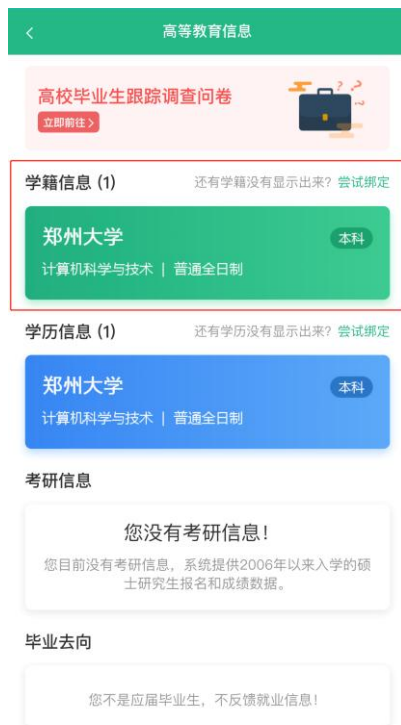 高等教育信息
高校毕业生跟踪调查问卷
立即前往>
学籍信息 (1) 还有学籍没有显示出来？尝试绑定
郑州大学 本科
计算机科学与技术 | 普通全日制
学历信息 (1) 还有学历没有显示出来？尝试绑定
郑州大学 本科
计算机科学与技术 | 普通全日制
考研信息
您没有考研信息！
您目前没有考研信息，系统提供2006年以来入学的硕
士研究生报名和成绩数据。
毕业去向
您不是应届毕业生，不反馈就业信息！